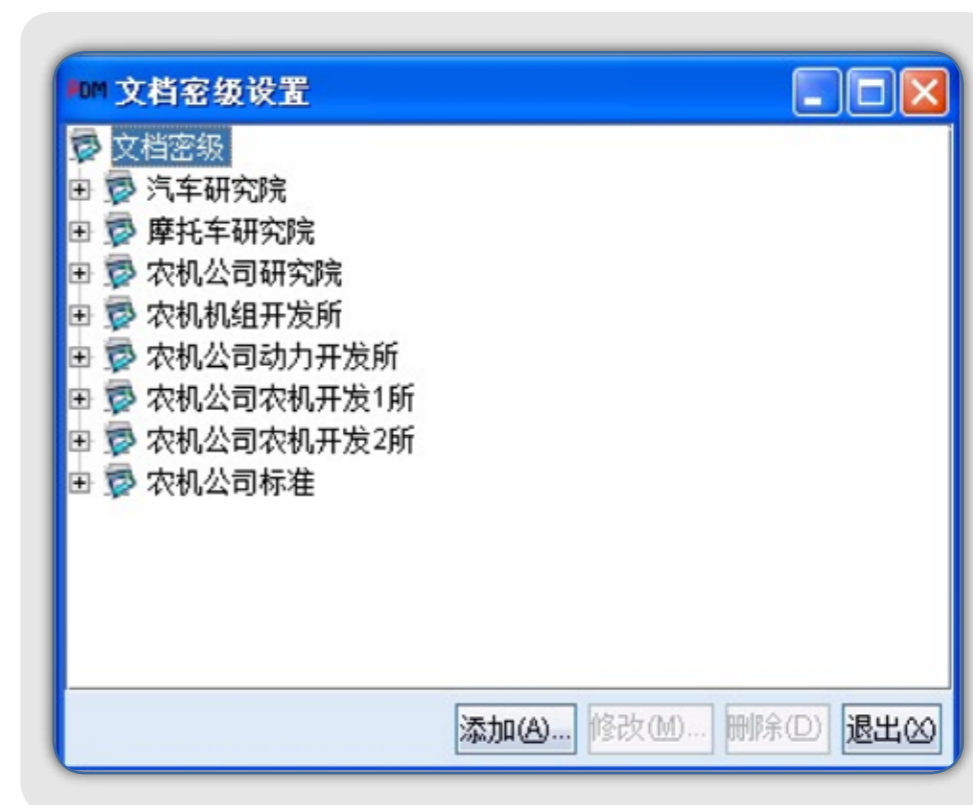 PDM 文档密级设置
文档密级
汽车研究院
摩托车研究院
农机公司研究院
农机机组开发所
农机公司动力开发所
农机公司农机开发1所
农机公司农机开发2所
农机公司标准
添加(A)... 修改(M)... 删除(D) 退出(X)